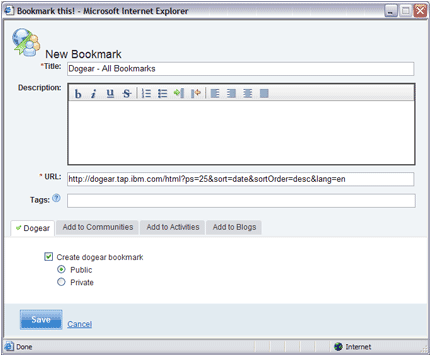 Bookmark this! - Microsoft Internet Explorer
New Bookmark
*Title: Dogear - All Bookmarks
Description:
b i u S
* URL: http://dogear.tap.ibm.com/html?ps=25&sort=date&sortOrder=desc&lang=en
Tags: ?
Dogear Add to Communities Add to Activities Add to Blogs
Create dogear bookmark
Public
Private
Save Cancel
Done Internet